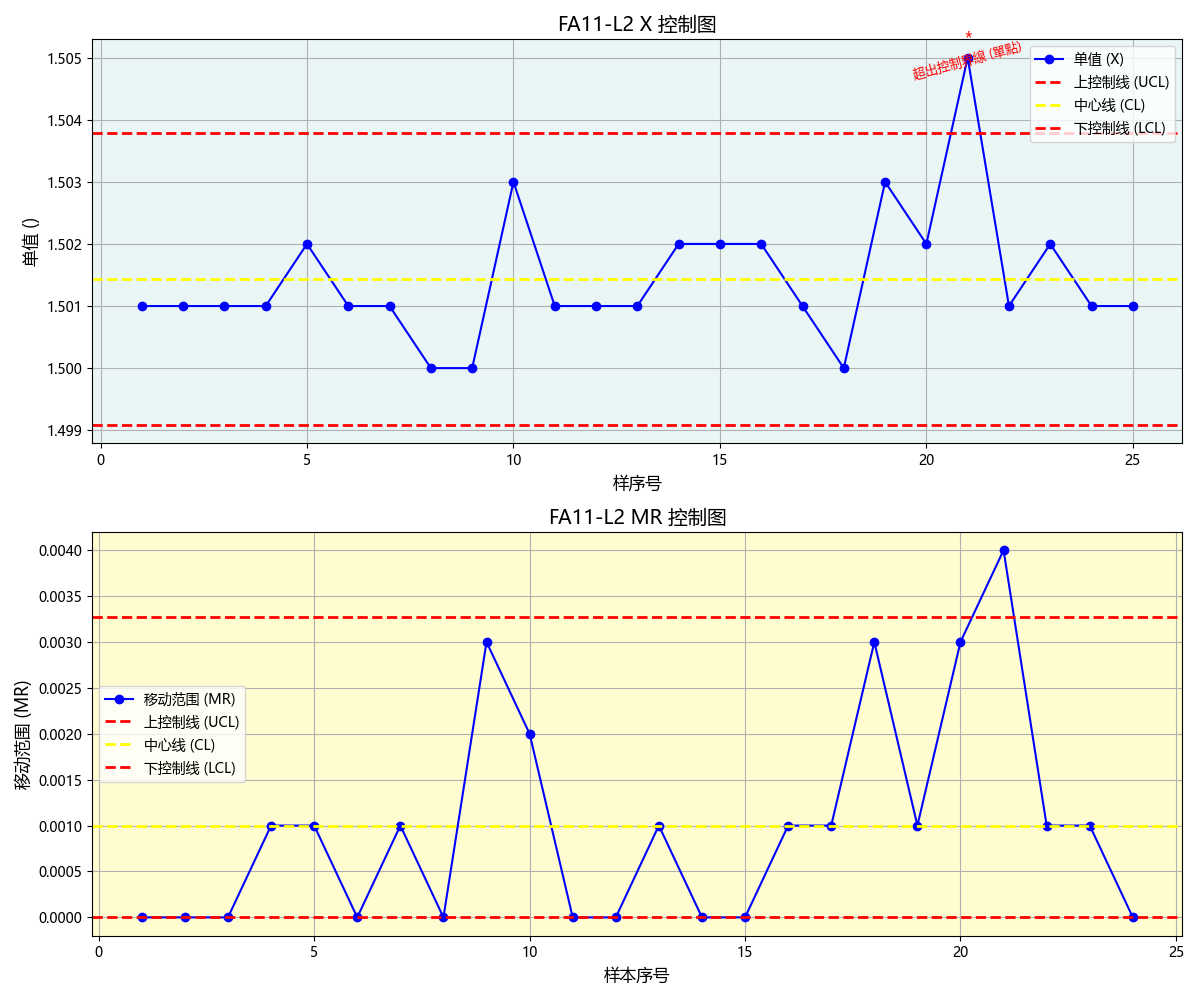 FA11-L2 X 控制图
*
超出控制界線 (單點)
单值 (X)
上控制线 (UCL)
中心线 (CL)
下控制线 (LCL)
单值 ()
1.505
1.504
1.503
1.502
1.501
1.500
1.499
0 5 10 15 20 25
样序号
FA11-L2 MR 控制图
移动范围 (MR)
0.0040
0.0035
0.0030
0.0025
0.0020
0.0015
0.0010
0.0005
0.0000
移动范围 (MR)
上控制线 (UCL)
中心线 (CL)
下控制线 (LCL)
0 5 10 15 20 25
样本序号